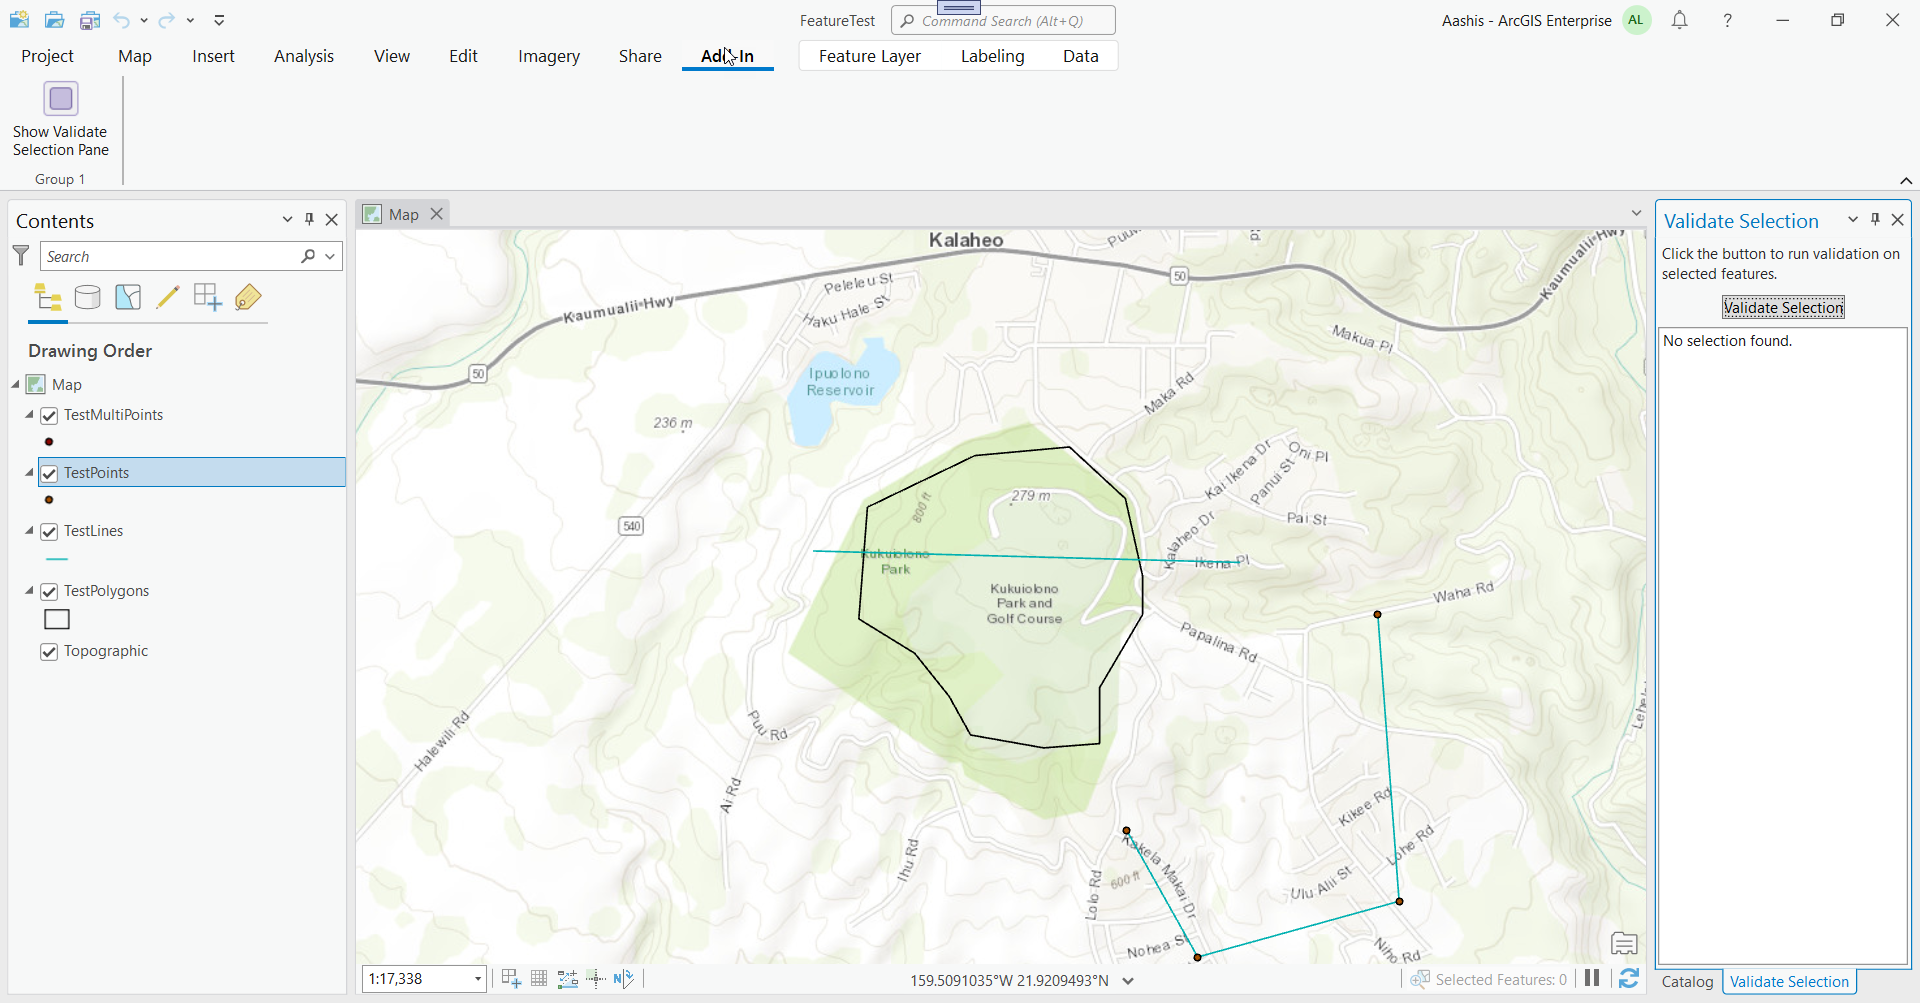 FeatureTest
Command Search (Alt+Q)
Aashis - ArcGIS Enterprise
AL
?
Project
Map
Insert
Analysis
View
Edit
Imagery
Share
Add-In
Feature Layer
Labeling
Data
Show Validate
Selection Pane
Group 1
Contents
Search
Drawing Order
Map
TestMultiPoints
TestPoints
TestLines
TestPolygons
Topographic
Map
Kalaheo
50
Kaumualii-Hwy
Peleleu St
Haku Hale St
Kaumualii-Hwy
50
Makua Pl
Ipuolono
Reservoir
Maka Rd
236 m
Kai Ikena Dr
Oni Pl
Panui St
279 m
800 ft
540
Pai St
Kalaheo Dr
Kukuiolono
Park
Ikena Pl
Kukuiolono
Park and
Golf Course
Waha Rd
Papalina Rd
Halewili Rd
Puu Rd
Ai Rd
Kikee Rd
Lohe Rd
Ihu Rd
Kakela Makai Dr
600 ft
Lolo Rd
Ulu Alii St
Nohea S
Niho Rd
1:17,338
159.5091035°W 21.9209493°N
Selected Features: 0
Validate Selection
Click the button to run validation on
selected features.
Validate Selection
No selection found.
Catalog
Validate Selection